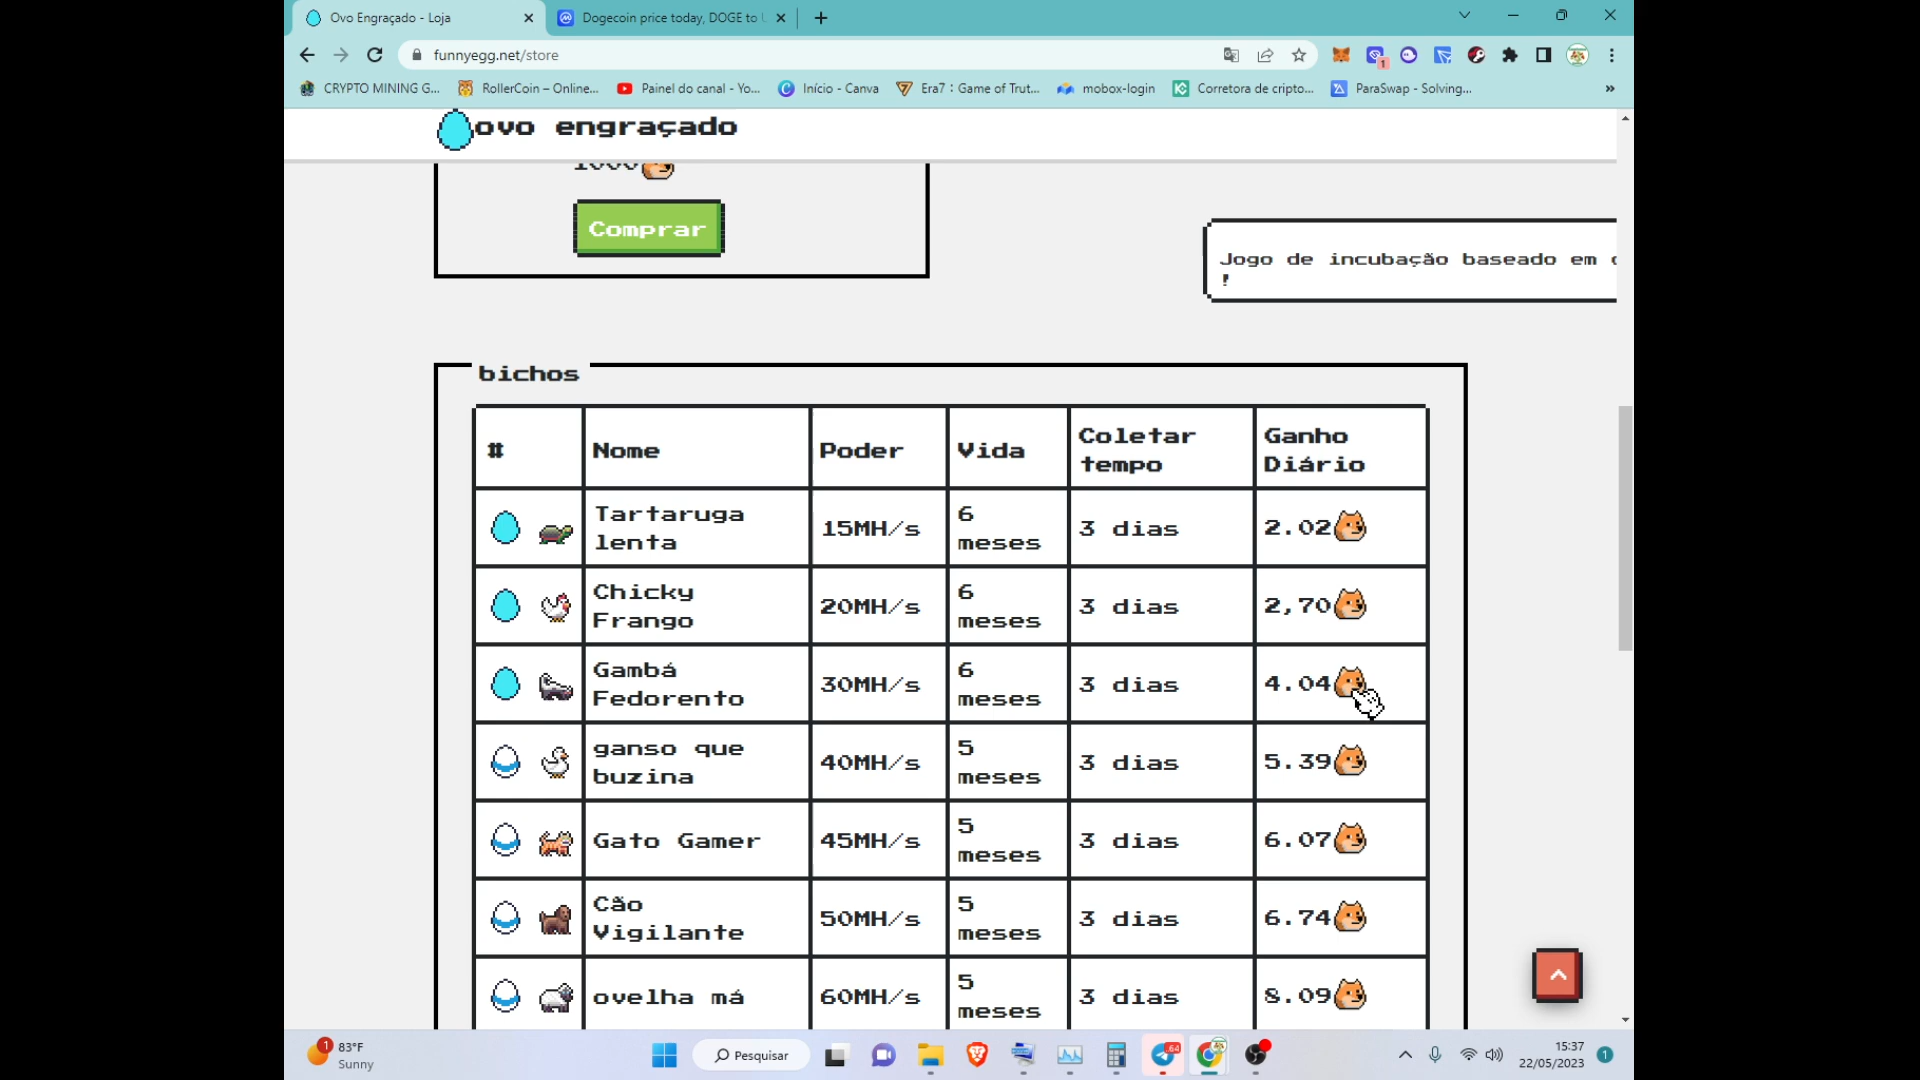 Ovo Engraçado - Loja
Dogecoin price today, DOGE to
funnyegg.net/store
1
CRYPTO MINING G...
RollerCoin – Online...
Painel do canal - Yo...
Início - Canva
Era7 : Game of Trut...
mobox-login
Corretora de cripto...
ParaSwap - Solving...
»
ovo engraçado
1000
Comprar
Jogo de incubação baseado em
!
bichos
# Nome Poder Vida Coletar tempo Ganho Diário
Tartaruga lenta 15MH/s 6 meses 3 dias 2.02
Chicky Frango 20MH/s 6 meses 3 dias 2,70
Gambá Fedorento 30MH/s 6 meses 3 dias 4.04
ganso que buzina 40MH/s 5 meses 3 dias 5.39
Gato Gamer 45MH/s 5 meses 3 dias 6.07
Cão Vigilante 50MH/s 5 meses 3 dias 6.74
ovelha má 60MH/s 5 meses 3 dias 8.09
1
83°F
Sunny
Pesquisar
64
15:37
22/05/2023
1